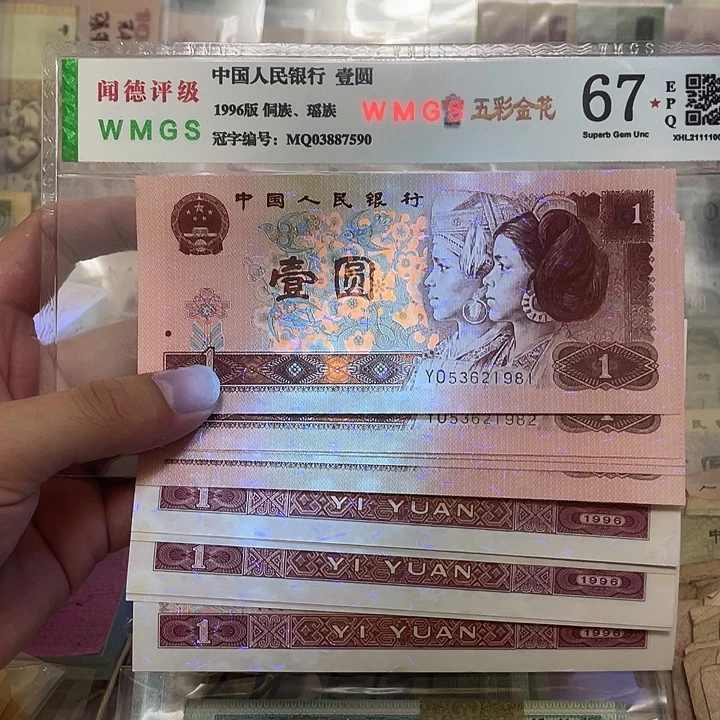 闻德评级
WMGS
中国人民银行 壹圆
1996版 侗族、瑶族
冠字编号：MQ03887590
WMGS 五彩金花
67★
Superb Gem Unc
EPQ
中国人民银行
1
壹圆
1
1
YO53621981
YO53621982
1 YI YUAN 1996
1 YI YUAN 1996
1 YI YUAN 1996